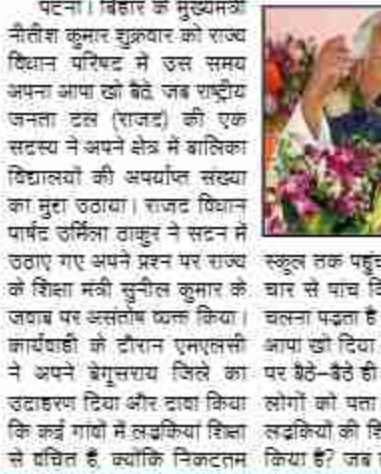 पटना। बिहार के मुख्यमंत्री
नीतीश कुमार शुक्रवार को राज्य
विधान परिषद में उस समय
अपना आपा खो बैठे, जब राष्ट्रीय
जनता दल (राजद) की एक
सदस्य ने अपने क्षेत्र में बालिका
विद्यालयों की अपर्याप्त संख्या
का मुद्दा उठाया। राजद विधान
पार्षद उर्मिला ठाकुर ने सदन में
उठाए गए अपने प्रश्न पर राज्य
के शिक्षा मंत्री सुनील कुमार के
जवाब पर असंतोष व्यक्त किया।
कार्यवाही के दौरान एमएलसी
ने अपने बेगूसराय जिले का
उदाहरण दिया और दावा किया
कि कई गांवों में लड़कियां शिक्षा
से वंचित हैं, क्योंकि निकटतम
स्कूल तक पहुंच
चार से पांच
चलना पड़ता है
आपा खो दिया
पर बैठे-बैठे ही
लोगों को पता
लड़कियों की
किया है? जब